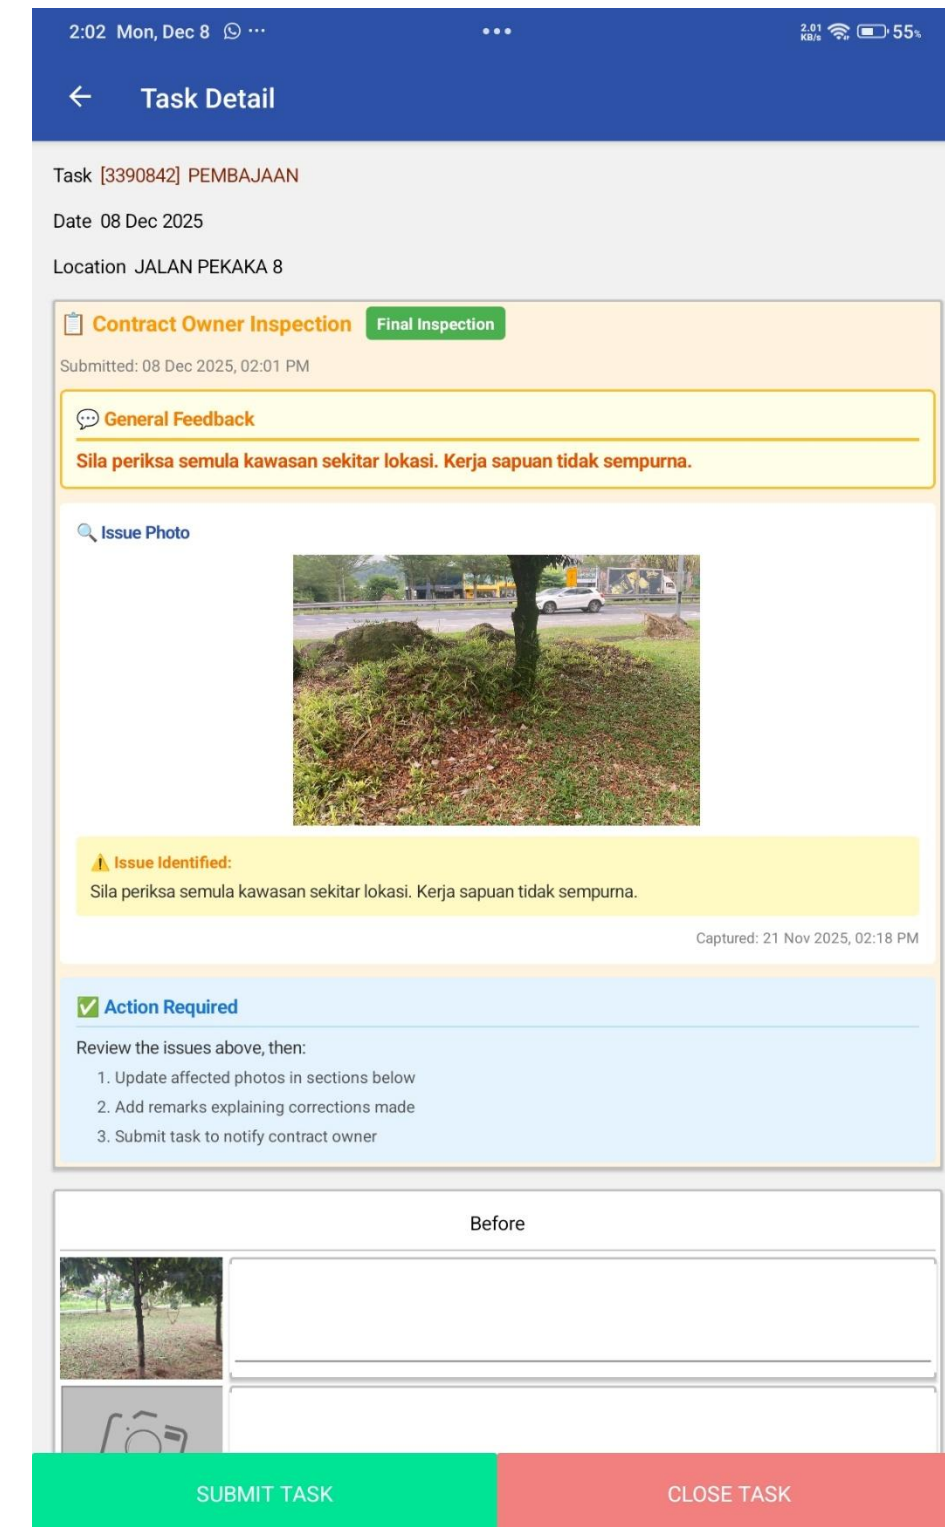 2:02 Mon, Dec 8 ...
2.01 KB/s 55%
Task Detail
Task [3390842] PEMBAJAAN
Date 08 Dec 2025
Location JALAN PEKAKA 8
Contract Owner Inspection Final Inspection
Submitted: 08 Dec 2025, 02:01 PM
General Feedback
Sila periksa semula kawasan sekitar lokasi. Kerja sapuan tidak sempurna.
Issue Photo
Issue Identified:
Sila periksa semula kawasan sekitar lokasi. Kerja sapuan tidak sempurna.
Captured: 21 Nov 2025, 02:18 PM
Action Required
Review the issues above, then:
1. Update affected photos in sections below
2. Add remarks explaining corrections made
3. Submit task to notify contract owner
Before
SUBMIT TASK
CLOSE TASK